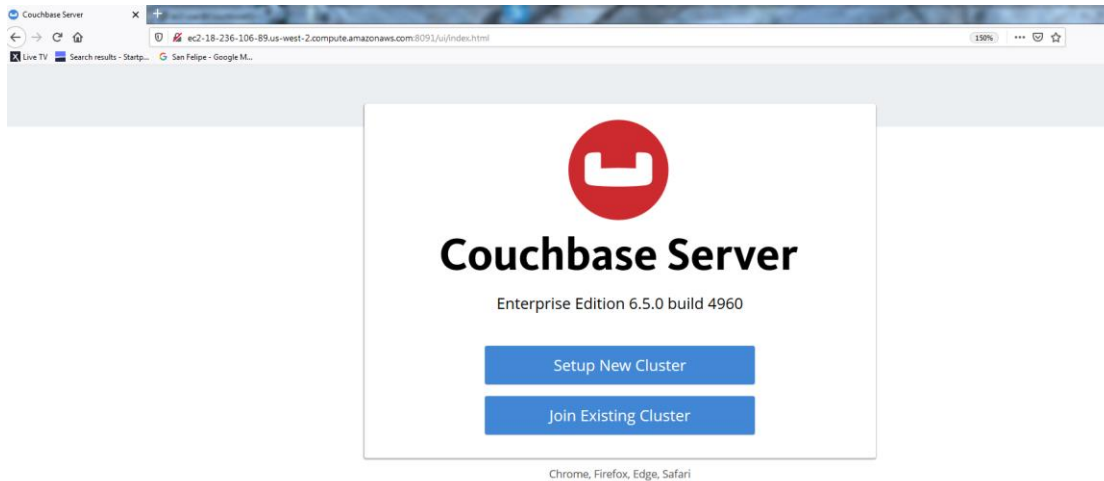 Couchbase Server
ec2-18-236-106-89.us-west-2.compute.amazonaws.com:8091/ui/index.html
150%
Live TV Search results - Startp... San Felipe - Google M...
Couchbase Server
Enterprise Edition 6.5.0 build 4960
Setup New Cluster
Join Existing Cluster
Chrome, Firefox, Edge, Safari